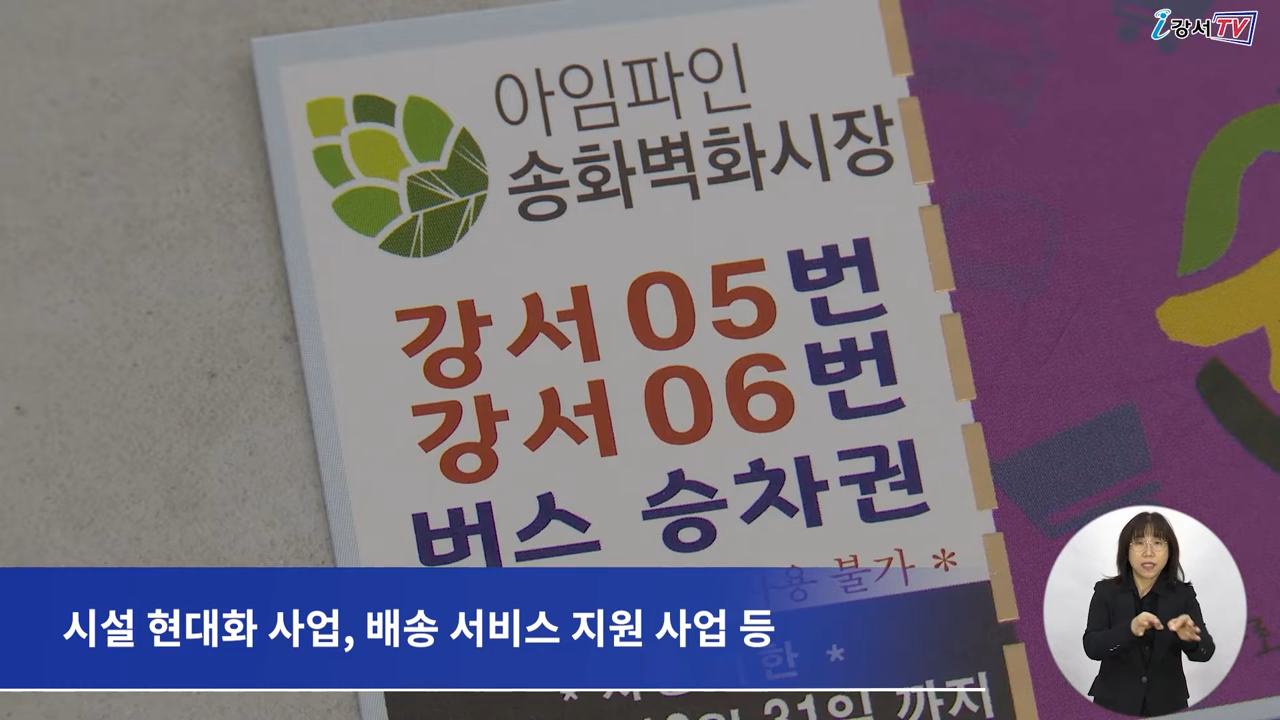 i강서TV
아임파인
송화벽화시장
강서 05번
강서 06번
버스 승차권
사용 불가 *
시설 현대화 사업, 배송 서비스 지원 사업 등
한 *
31일 까지